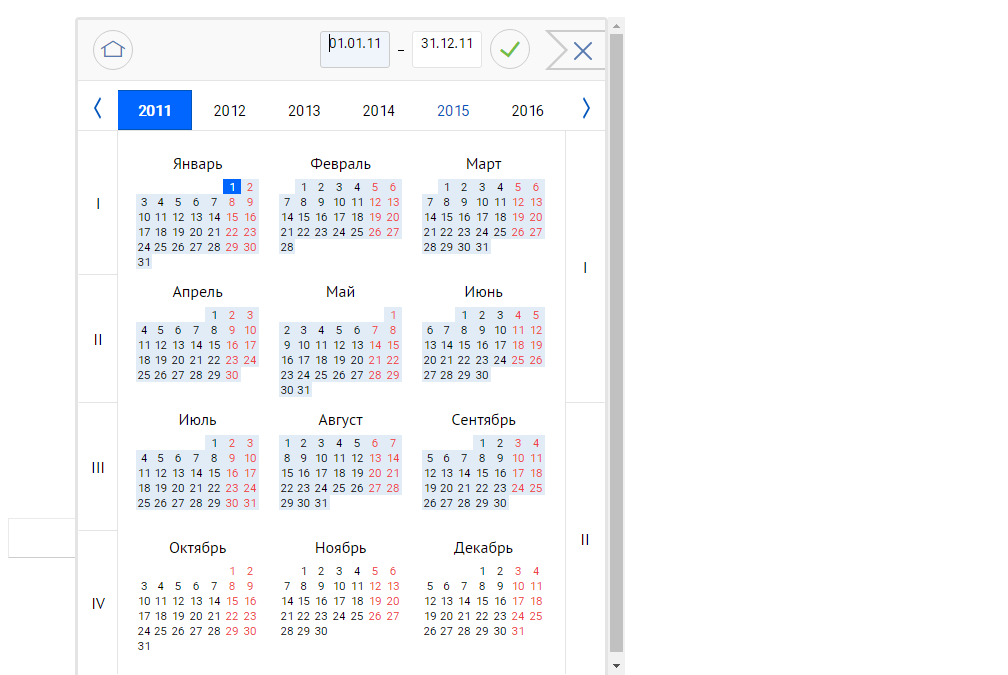 01.01.11 – 31.12.11
2011 2012 2013 2014 2015 2016
I
Январь Февраль Март
1 2 1 2 3 4 5 6 1 2 3 4 5 6
3 4 5 6 7 8 9 7 8 9 10 11 12 13 7 8 9 10 11 12 13
10 11 12 13 14 15 16 14 15 16 17 18 19 20 14 15 16 17 18 19 20
17 18 19 20 21 22 23 21 22 23 24 25 26 27 21 22 23 24 25 26 27
24 25 26 27 28 29 30 28 28 29 30 31
31
I
II
Апрель Май Июнь
1 2 3 1 1 2 3 4 5
4 5 6 7 8 9 10 2 3 4 5 6 7 8 6 7 8 9 10 11 12
11 12 13 14 15 16 17 9 10 11 12 13 14 15 13 14 15 16 17 18 19
18 19 20 21 22 23 24 16 17 18 19 20 21 22 20 21 22 23 24 25 26
25 26 27 28 29 30 23 24 25 26 27 28 29 27 28 29 30
30 31
III
Июль Август Сентябрь
1 2 3 1 2 3 4 5 6 7 1 2 3 4
4 5 6 7 8 9 10 8 9 10 11 12 13 14 5 6 7 8 9 10 11
11 12 13 14 15 16 17 15 16 17 18 19 20 21 12 13 14 15 16 17 18
18 19 20 21 22 23 24 22 23 24 25 26 27 28 19 20 21 22 23 24 25
25 26 27 28 29 30 31 29 30 31 26 27 28 29 30
II
IV
Октябрь Ноябрь Декабрь
1 2 1 2 3 4 5 6 1 2 3 4
3 4 5 6 7 8 9 7 8 9 10 11 12 13 5 6 7 8 9 10 11
10 11 12 13 14 15 16 14 15 16 17 18 19 20 12 13 14 15 16 17 18
17 18 19 20 21 22 23 21 22 23 24 25 26 27 19 20 21 22 23 24 25
24 25 26 27 28 29 30 28 29 30 26 27 28 29 30 31
31